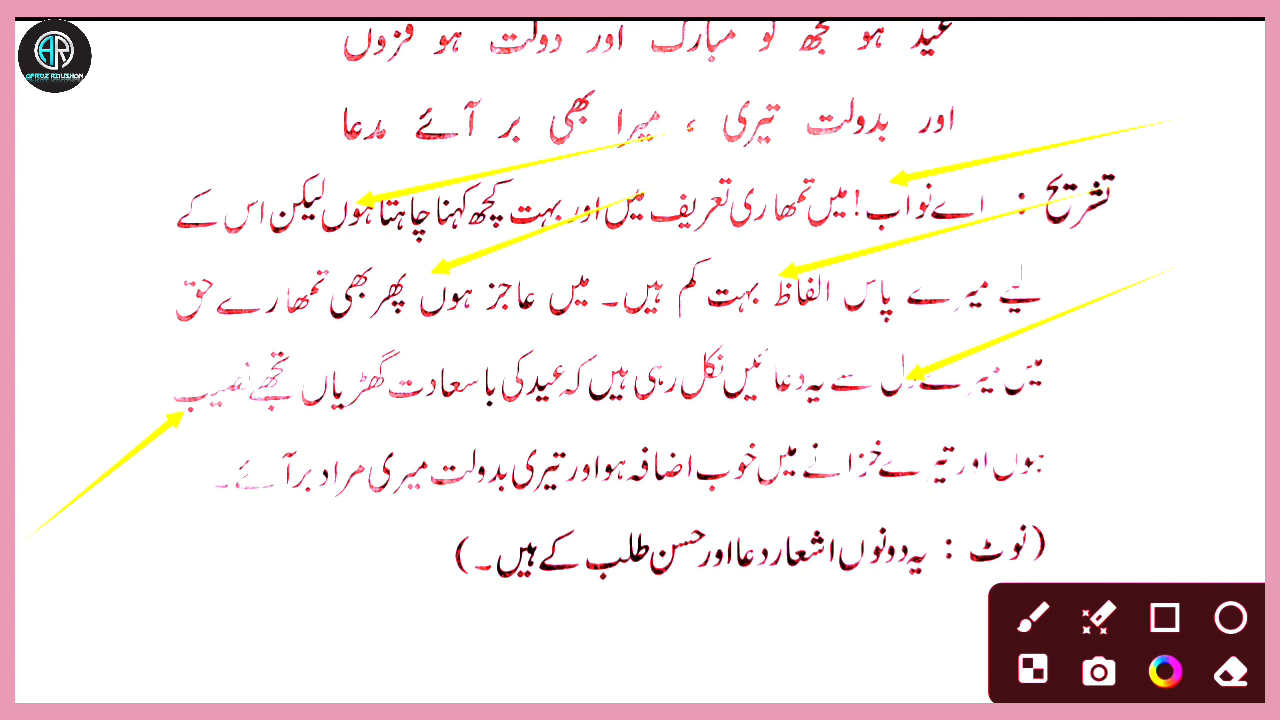 عید ہو تجھ کو مبارک اور دولت ہو فزوں
اور بدولت تیری ، میرا بھی بر آئے مدعا
تشریح : اے نواب! میں تمھاری تعریف میں اور بہت کچھ کہنا چاہتا ہوں لیکن اس کے
لیے میرے پاس الفاظ بہت کم ہیں۔ میں عاجز ہوں پھر بھی تمھارے حق
میں میرے دل سے یہ دعائیں نکل رہی ہیں کہ عید کی باسعادت گھڑیاں تجھے نصیب
ہوں اور تیرے خزانے میں خوب اضافہ ہو اور تیری بدولت میری مراد بر آئے۔
(نوٹ : یہ دونوں اشعار دعا اور حسن طلب کے ہیں۔)
AR
AFROZ ROUSHAN